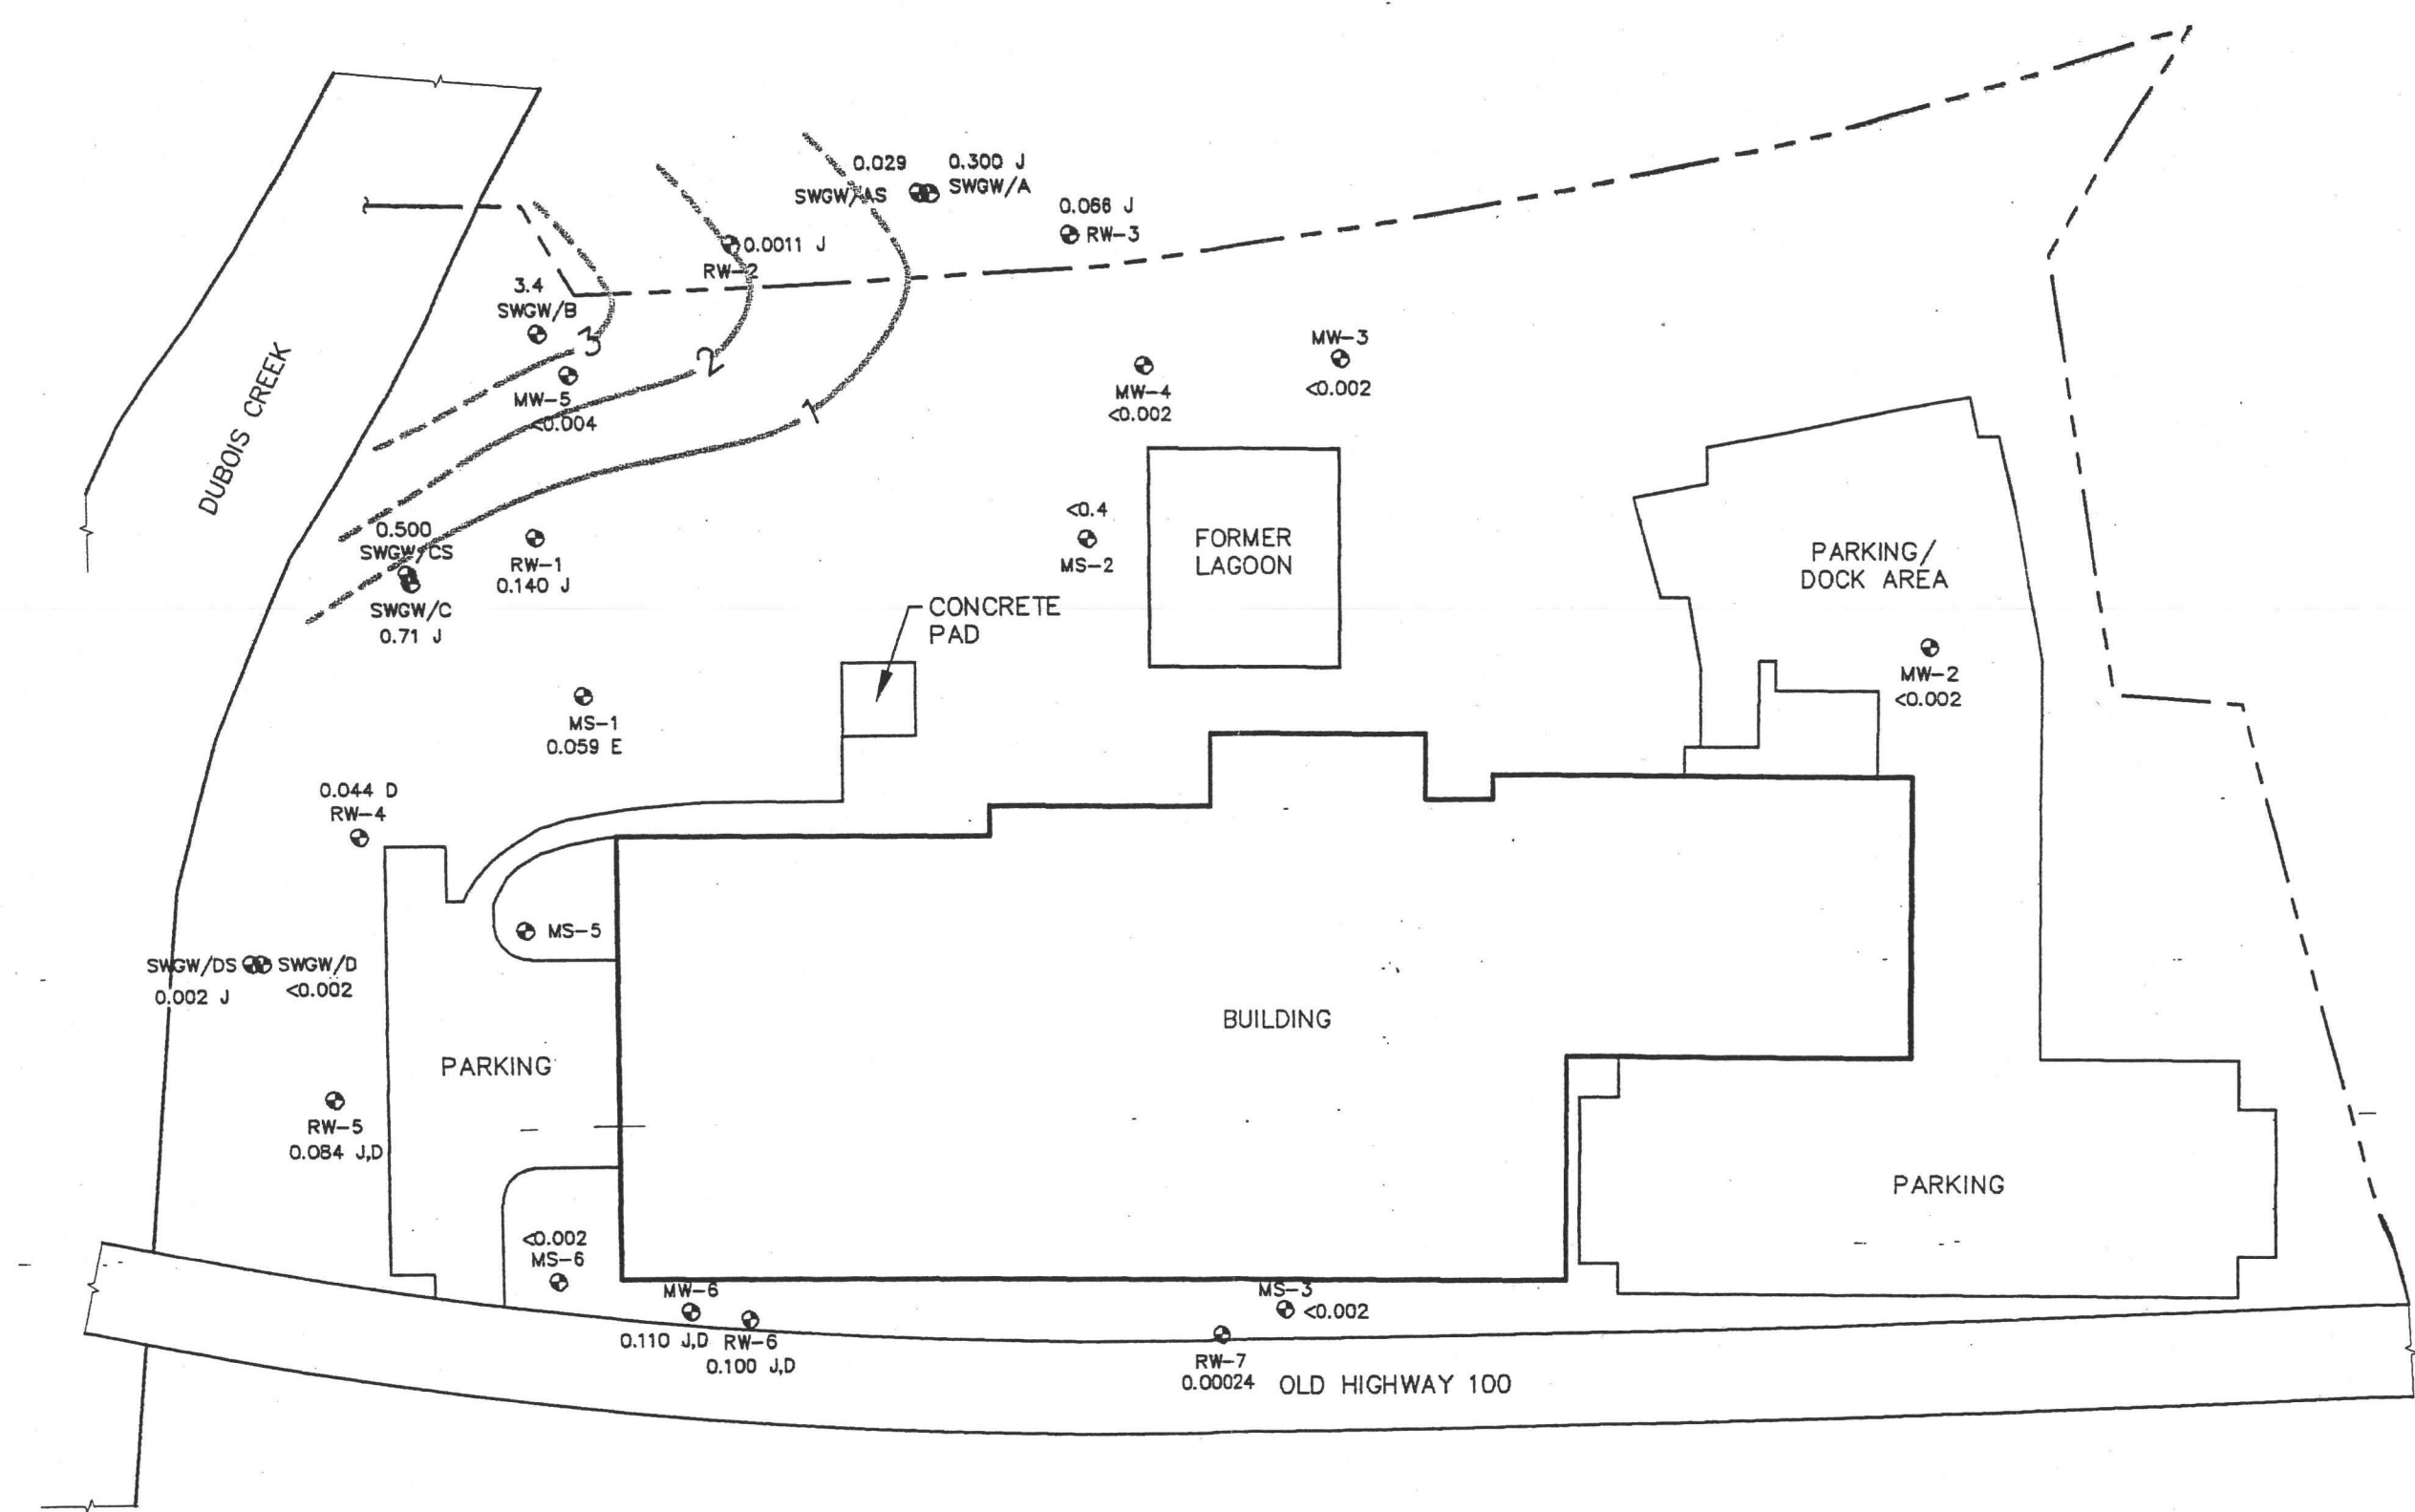 0.029
SWGW/AS
0.300 J
SWGW/A
0.066 J
RW-3
0.0011 J
RW-2
3.4
SWGW/B
3
2
1
MW-5
<0.004
MW-3
<0.002
MW-4
<0.002
DUBOIS CREEK
0.500
SWGW/CS
SWGW/C
0.71 J
RW-1
0.140 J
<0.4
MS-2
FORMER
LAGOON
PARKING/
DOCK AREA
CONCRETE
PAD
MW-2
<0.002
MS-1
0.059 E
0.044 D
RW-4
MS-5
SWGW/DS
0.002 J
SWGW/D
<0.002
BUILDING
PARKING
RW-5
0.084 J,D
PARKING
<0.002
MS-6
MW-6
0.110 J,D
RW-6
0.100 J,D
MS-3
<0.002
RW-7
0.00024
OLD HIGHWAY 100